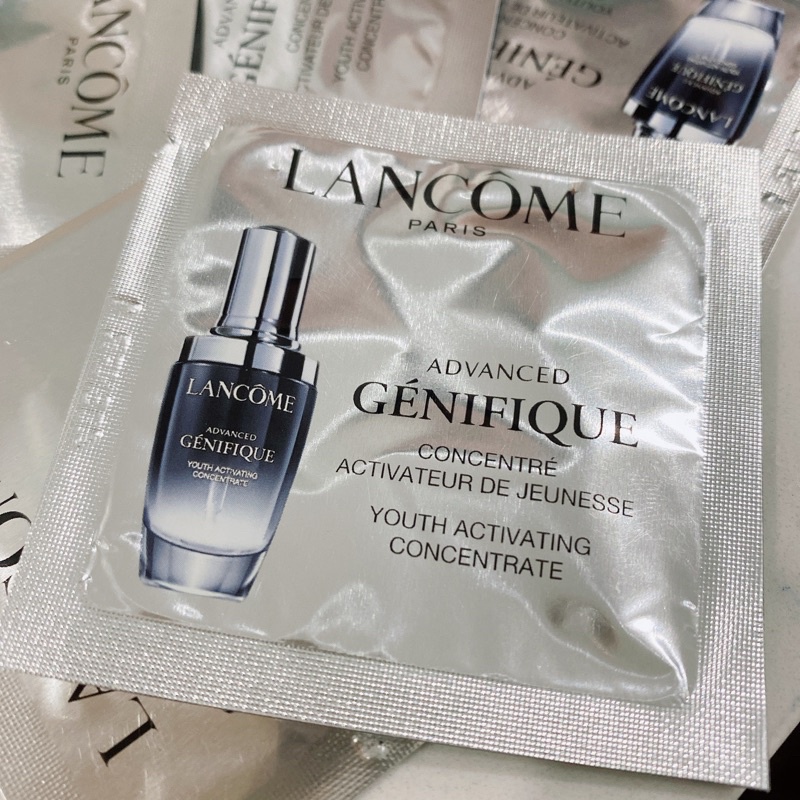 LANCÔME
PARIS
ADVANCED
GÉNIFIQUE
CONCENTRÉ
ACTIVATEUR DE JEUNESSE
YOUTH ACTIVATING
CONCENTRATE
LANCÔME
ADVANCED
GÉNIFIQUE
YOUTH ACTIVATING
CONCENTRATE
LANCÔME
PARIS
GÉNIFIQUE
LANCÔME
GÉNIFIQUE